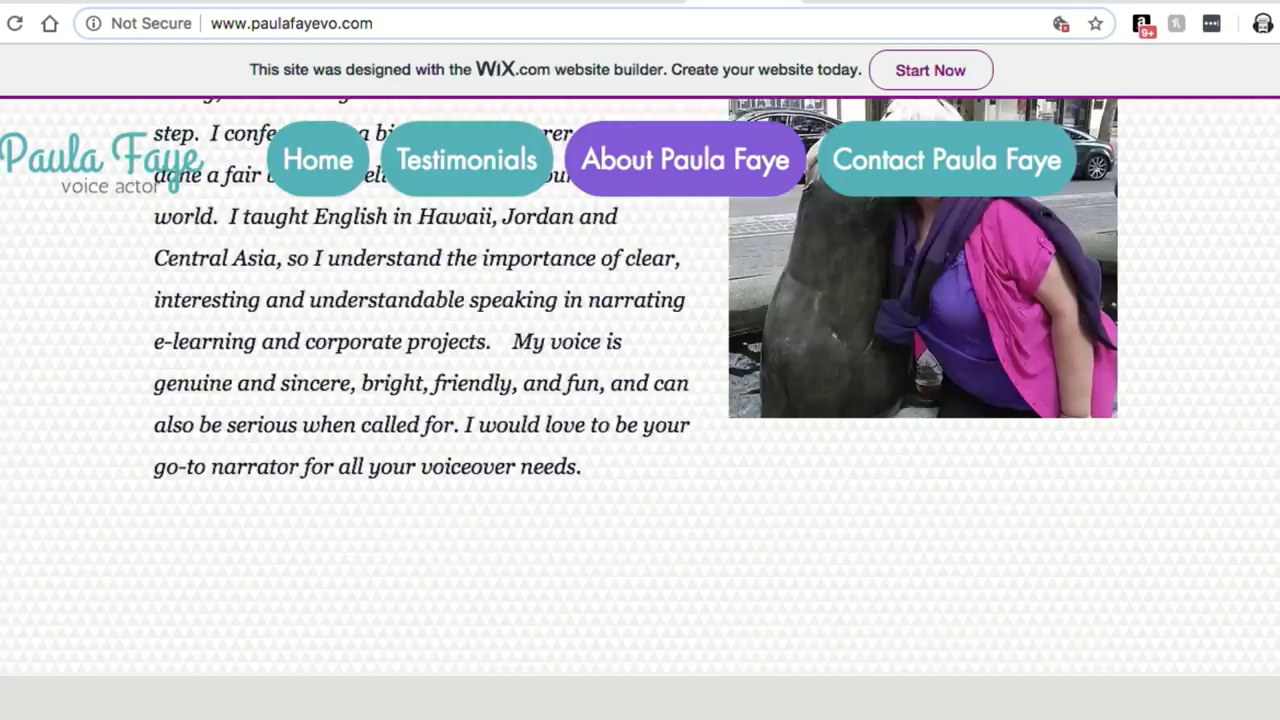 Not Secure
www.paulafayevo.com
9+
This site was designed with the WiX.com website builder. Create your website today.
Start Now
step. I confe
Paula Faye
voice actor
Home
Testimonials
About Paula Faye
Contact Paula Faye
a fair
world. I taught English in Hawaii, Jordan and
Central Asia, so I understand the importance of clear,
interesting and understandable speaking in narrating
e-learning and corporate projects. My voice is
genuine and sincere, bright, friendly, and fun, and can
also be serious when called for. I would love to be your
go-to narrator for all your voiceover needs.